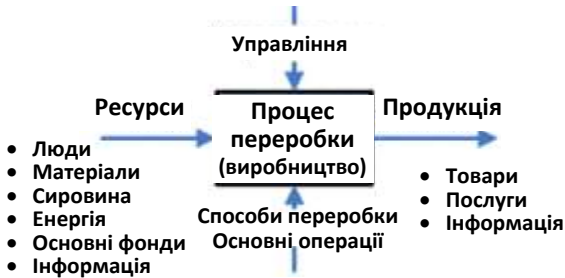 Управління
Ресурси
Процес
переробки
(виробництво)
Продукція
• Люди
• Матеріали
• Сировина
• Енергія
• Основні фонди
• Інформація
Способи переробки
Основні операції
• Товари
• Послуги
• Інформація